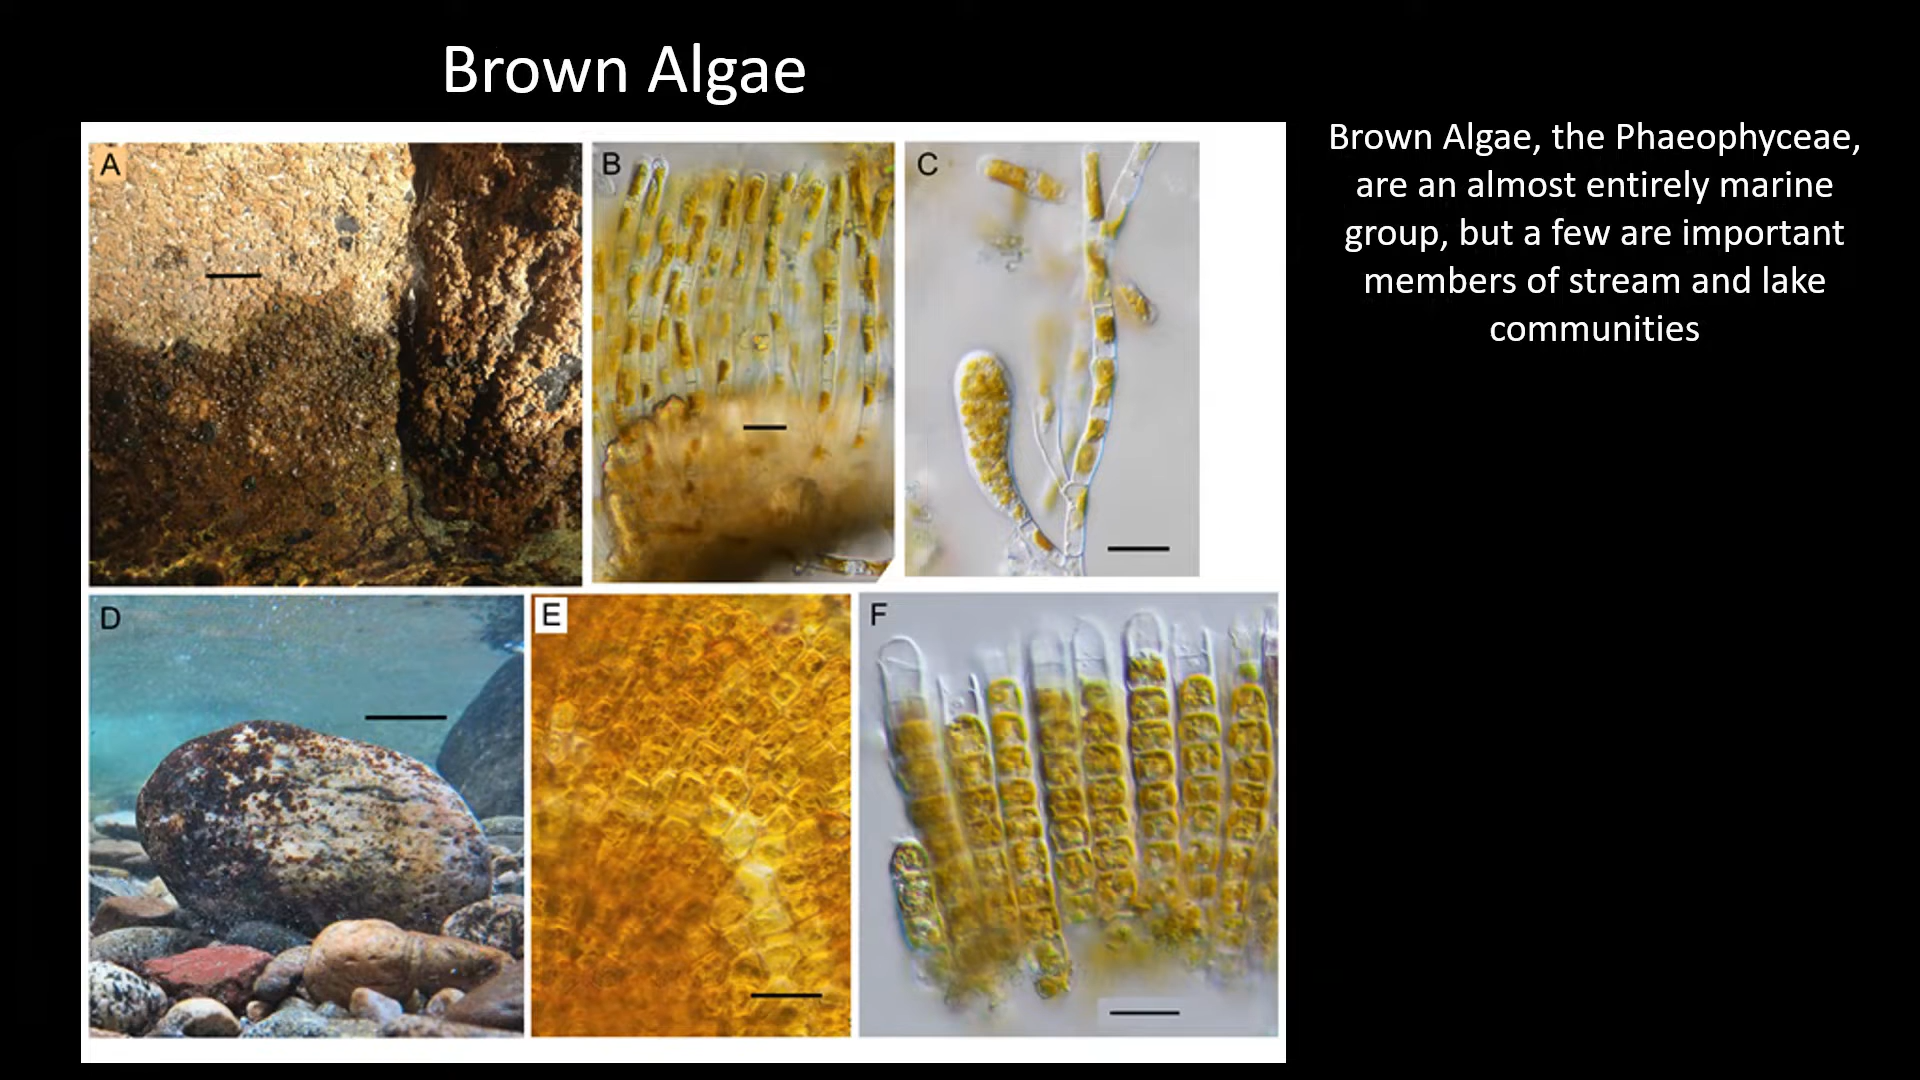 Brown Algae
Brown Algae, the Phaeophyceae,
are an almost entirely marine
group, but a few are important
members of stream and lake
communities
A
B
C
D
E
F